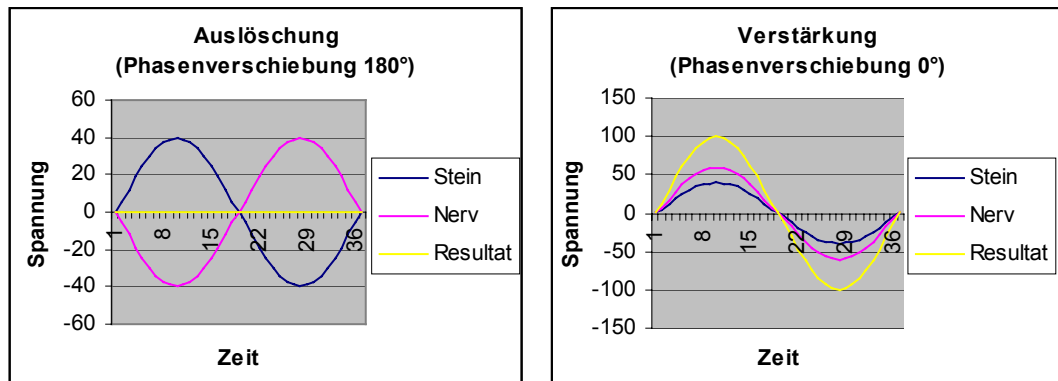 Auslöschung
(Phasenverschiebung 180°)
60
40
20
0
-20
-40
-60
Spannung
1
8
15
22
29
36
Zeit
Stein
Nerv
Resultat
Verstärkung
(Phasenverschiebung 0°)
150
100
50
0
-50
-100
-150
Spannung
1
8
15
22
29
36
Zeit
Stein
Nerv
Resultat